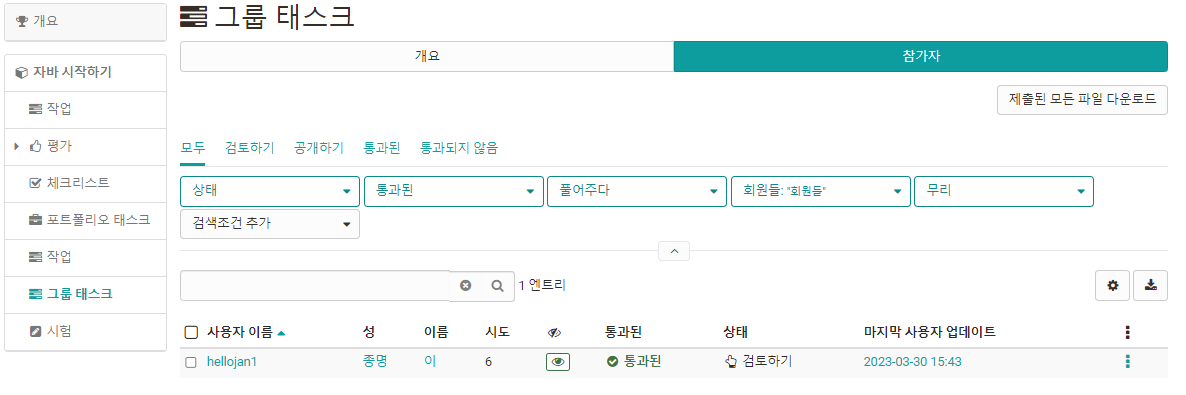 개요
자바 시작하기
작업
평가
체크리스트
포트폴리오 태스크
작업
그룹 태스크
시험
그룹 태스크
개요 참가자
제출된 모든 파일 다운로드
모두 검토하기 공개하기 통과된 통과되지 않음
상태 통과된 풀어주다 회원들: "회원들" 무리
검색조건 추가
1 엔트리
사용자 이름 성 이름 시도 통과된 상태 마지막 사용자 업데이트
hellojan1 종명 이 6 통과된 검토하기 2023-03-30 15:43